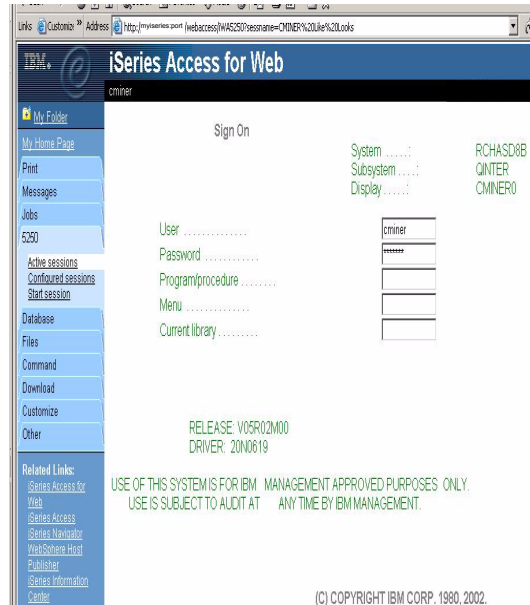 Links Customize » Address http://myiseries:port/webaccess/iWA5250?sessname=CMINER%20Like%20Looks
IBM. iSeries Access for Web
cminer
My Folder
My Home Page
Print
Messages
Jobs
5250
Active sessions
Configured sessions
Start session
Database
Files
Command
Download
Customize
Other
Related Links:
iSeries Access for
Web
iSeries Access
iSeries Navigator
WebSphere Host
Publisher
iSeries Information
Center
Sign On
System . . . . . : RCHASD8B
Subsystem . . . . : QINTER
Display . . . . . : CMINER0
User . . . . . . . . . . . . . . cminer
Password . . . . . . . . . . . . *******
Program/procedure . . . . . . . .
Menu . . . . . . . . . . . . . .
Current library . . . . . . . . .
RELEASE: V05R02M00
DRIVER: 20N0619
USE OF THIS SYSTEM IS FOR IBM MANAGEMENT APPROVED PURPOSES ONLY.
USE IS SUBJECT TO AUDIT AT ANY TIME BY IBM MANAGEMENT.
(C) COPYRIGHT IBM CORP. 1980, 2002.